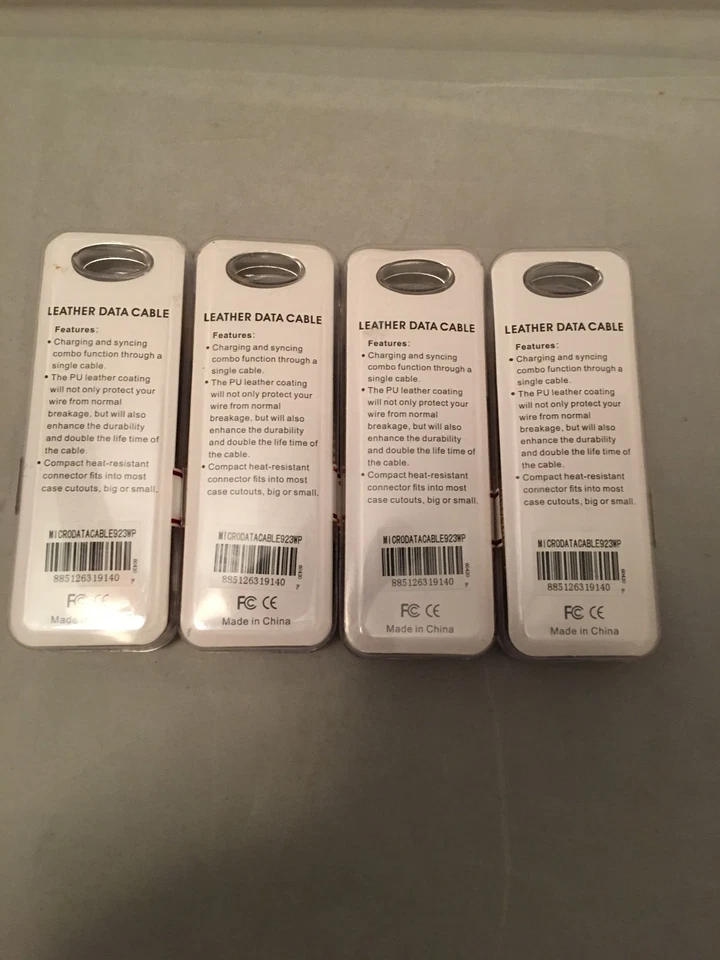 LEATHER DATA CABLE
Features:
• Charging and syncing
combo function through a
single cable.
• The PU leather coating
will not only protect your
wire from normal
breakage, but will also
enhance the durability
and double the life time of
the cable.
• Compact heat-resistant
connector fits into most
case cutouts, big or small.
MICRODATACABLE923WP
885126319140
FC CE
Made
LEATHER DATA CABLE
Features:
• Charging and syncing
combo function through a
single cable.
• The PU leather coating
will not only protect your
wire from normal
breakage, but will also
enhance the durability
and double the life time of
the cable.
• Compact heat-resistant
connector fits into most
case cutouts, big or small.
MICRODATACABLE923WP
885126319140
FC CE
Made in China
LEATHER DATA CABLE
Features:
• Charging and syncing
combo function through a
single cable.
• The PU leather coating
will not only protect your
wire from normal
breakage, but will also
enhance the durability
and double the life time of
the cable.
• Compact heat-resistant
connector fits into most
case cutouts, big or small.
MICRODATACABLE923WP
885126319140
FC CE
Made in China
LEATHER DATA CABLE
Features:
• Charging and syncing
combo function through a
single cable.
• The PU leather coating
will not only protect your
wire from normal
breakage, but will also
enhance the durability
and double the life time of
the cable.
• Compact heat-resistant
connector fits into most
case cutouts, big or small.
MICRODATACABLE923WP
885126319140
FC CE
Made in China